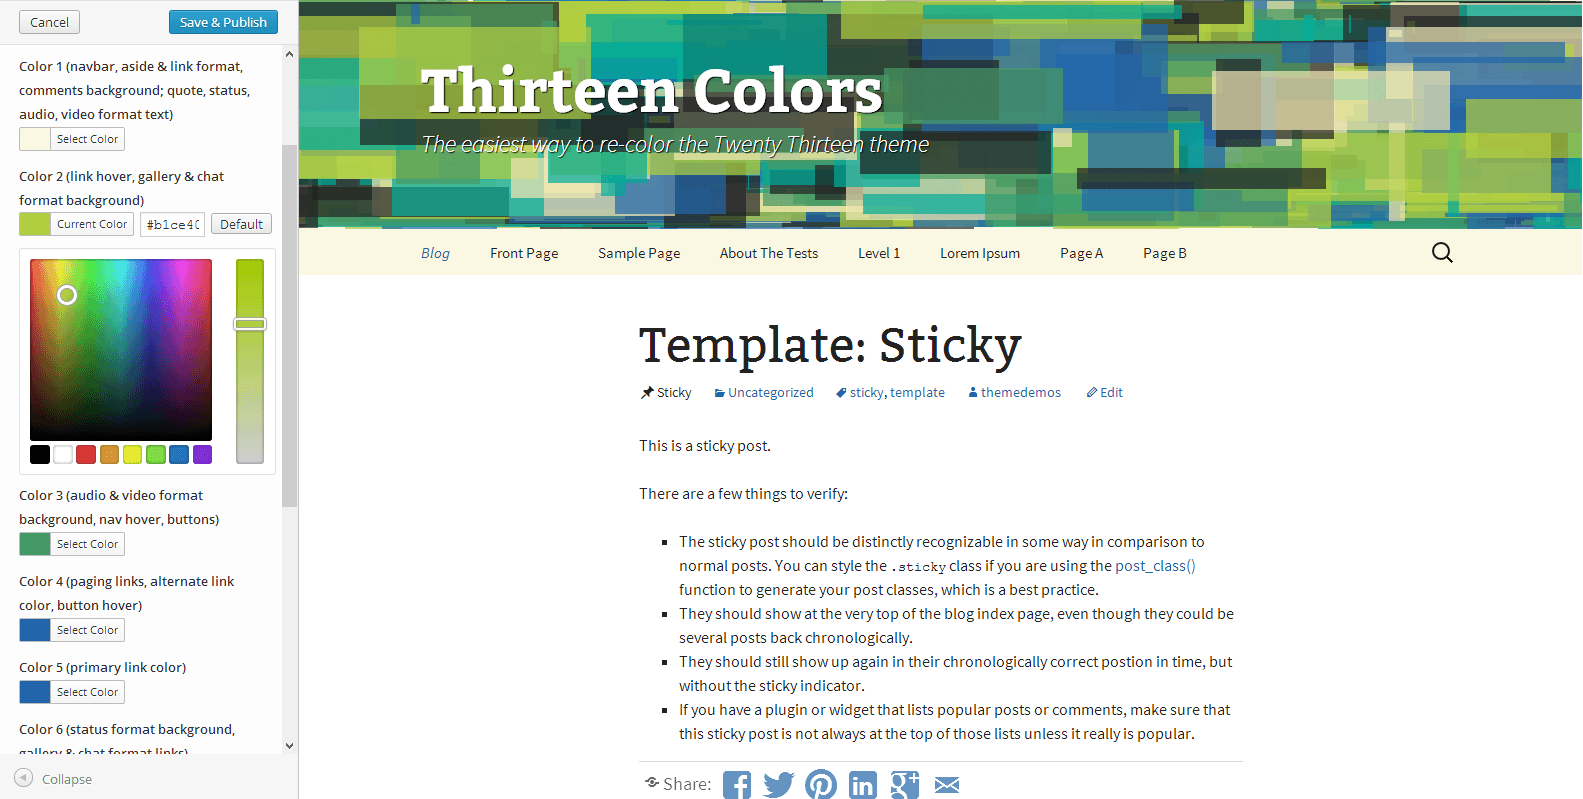 Cancel
Save & Publish
Color 1 (navbar, aside & link format,
comments background; quote, status,
audio, video format text)
Select Color
Color 2 (link hover, gallery & chat
format background)
Current Color
#b1ce40
Default
Color 3 (audio & video format
background, nav hover, buttons)
Select Color
Color 4 (paging links, alternate link
color, button hover)
Select Color
Color 5 (primary link color)
Select Color
Color 6 (status format background,
gallery & chat format links)
Collapse
Thirteen Colors
The easiest way to re-color the Twenty Thirteen theme
Blog Front Page Sample Page About The Tests Level 1 Lorem Ipsum Page A Page B
Template: Sticky
Sticky Uncategorized sticky, template themedemos Edit
This is a sticky post.
There are a few things to verify:
The sticky post should be distinctly recognizable in some way in comparison to
normal posts. You can style the .sticky class if you are using the post_class()
function to generate your post classes, which is a best practice.
They should show at the very top of the blog index page, even though they could be
several posts back chronologically.
They should still show up again in their chronologically correct postion in time, but
without the sticky indicator.
If you have a plugin or widget that lists popular posts or comments, make sure that
this sticky post is not always at the top of those lists unless it really is popular.
Share: